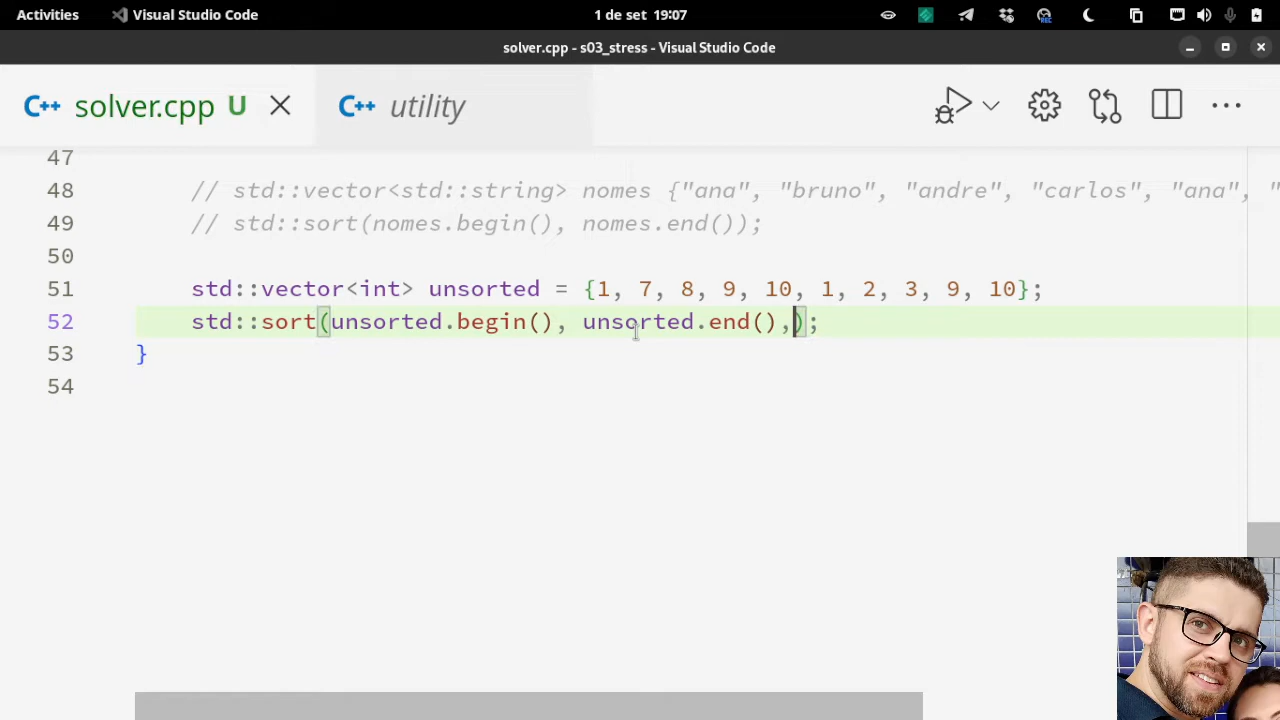 Activities Visual Studio Code 1 de set 19:07
solver.cpp - s03_stress - Visual Studio Code
C++ solver.cpp U C++ utility
47
48 // std::vector<std::string> nomes {"ana", "bruno", "andre", "carlos", "ana", "
49 // std::sort(nomes.begin(), nomes.end());
50
51 std::vector<int> unsorted = {1, 7, 8, 9, 10, 1, 2, 3, 9, 10};
52 std::sort(unsorted.begin(), unsorted.end(),);
53 }
54